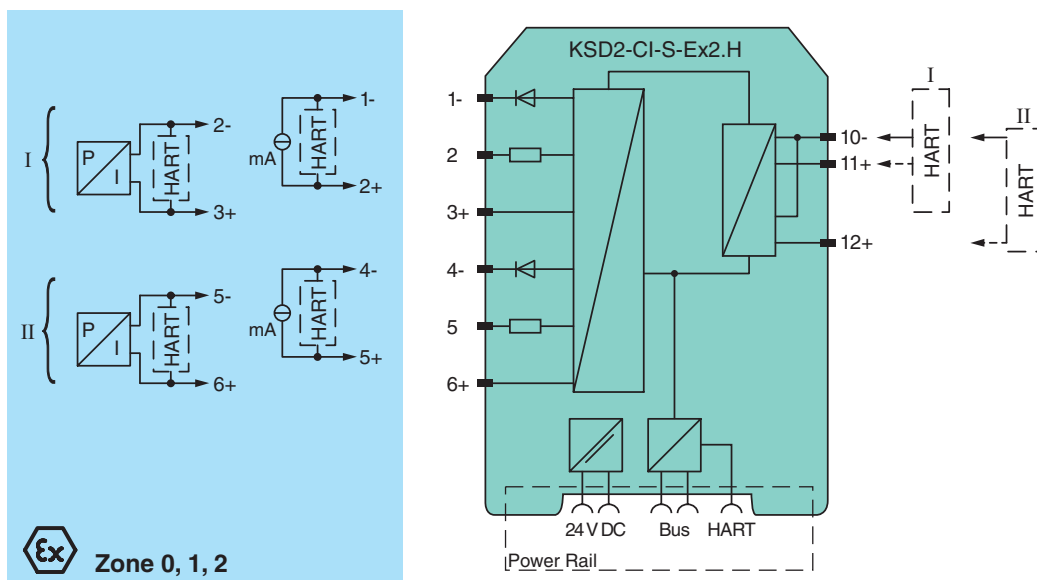 KSD2-CI-S-Ex2.H
I
P
I
HART
2-
3+
mA
HART
1-
2+
II
P
I
HART
5-
6+
mA
HART
4-
5+
Ex
Zone 0, 1, 2
1-
2
3+
4-
5
6+
10-
11+
12+
I
HART
II
HART
24 V DC
Bus
HART
Power Rail